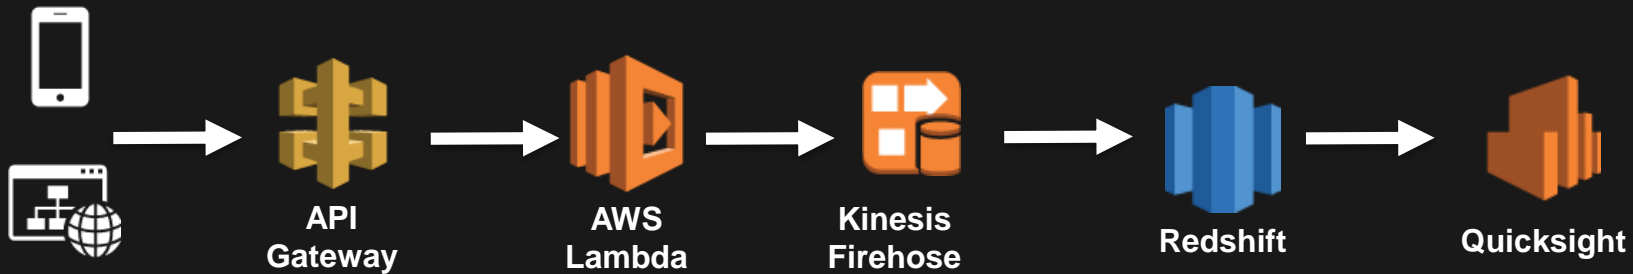 API
Gateway
AWS
Lambda
Kinesis
Firehose
Redshift
Quicksight